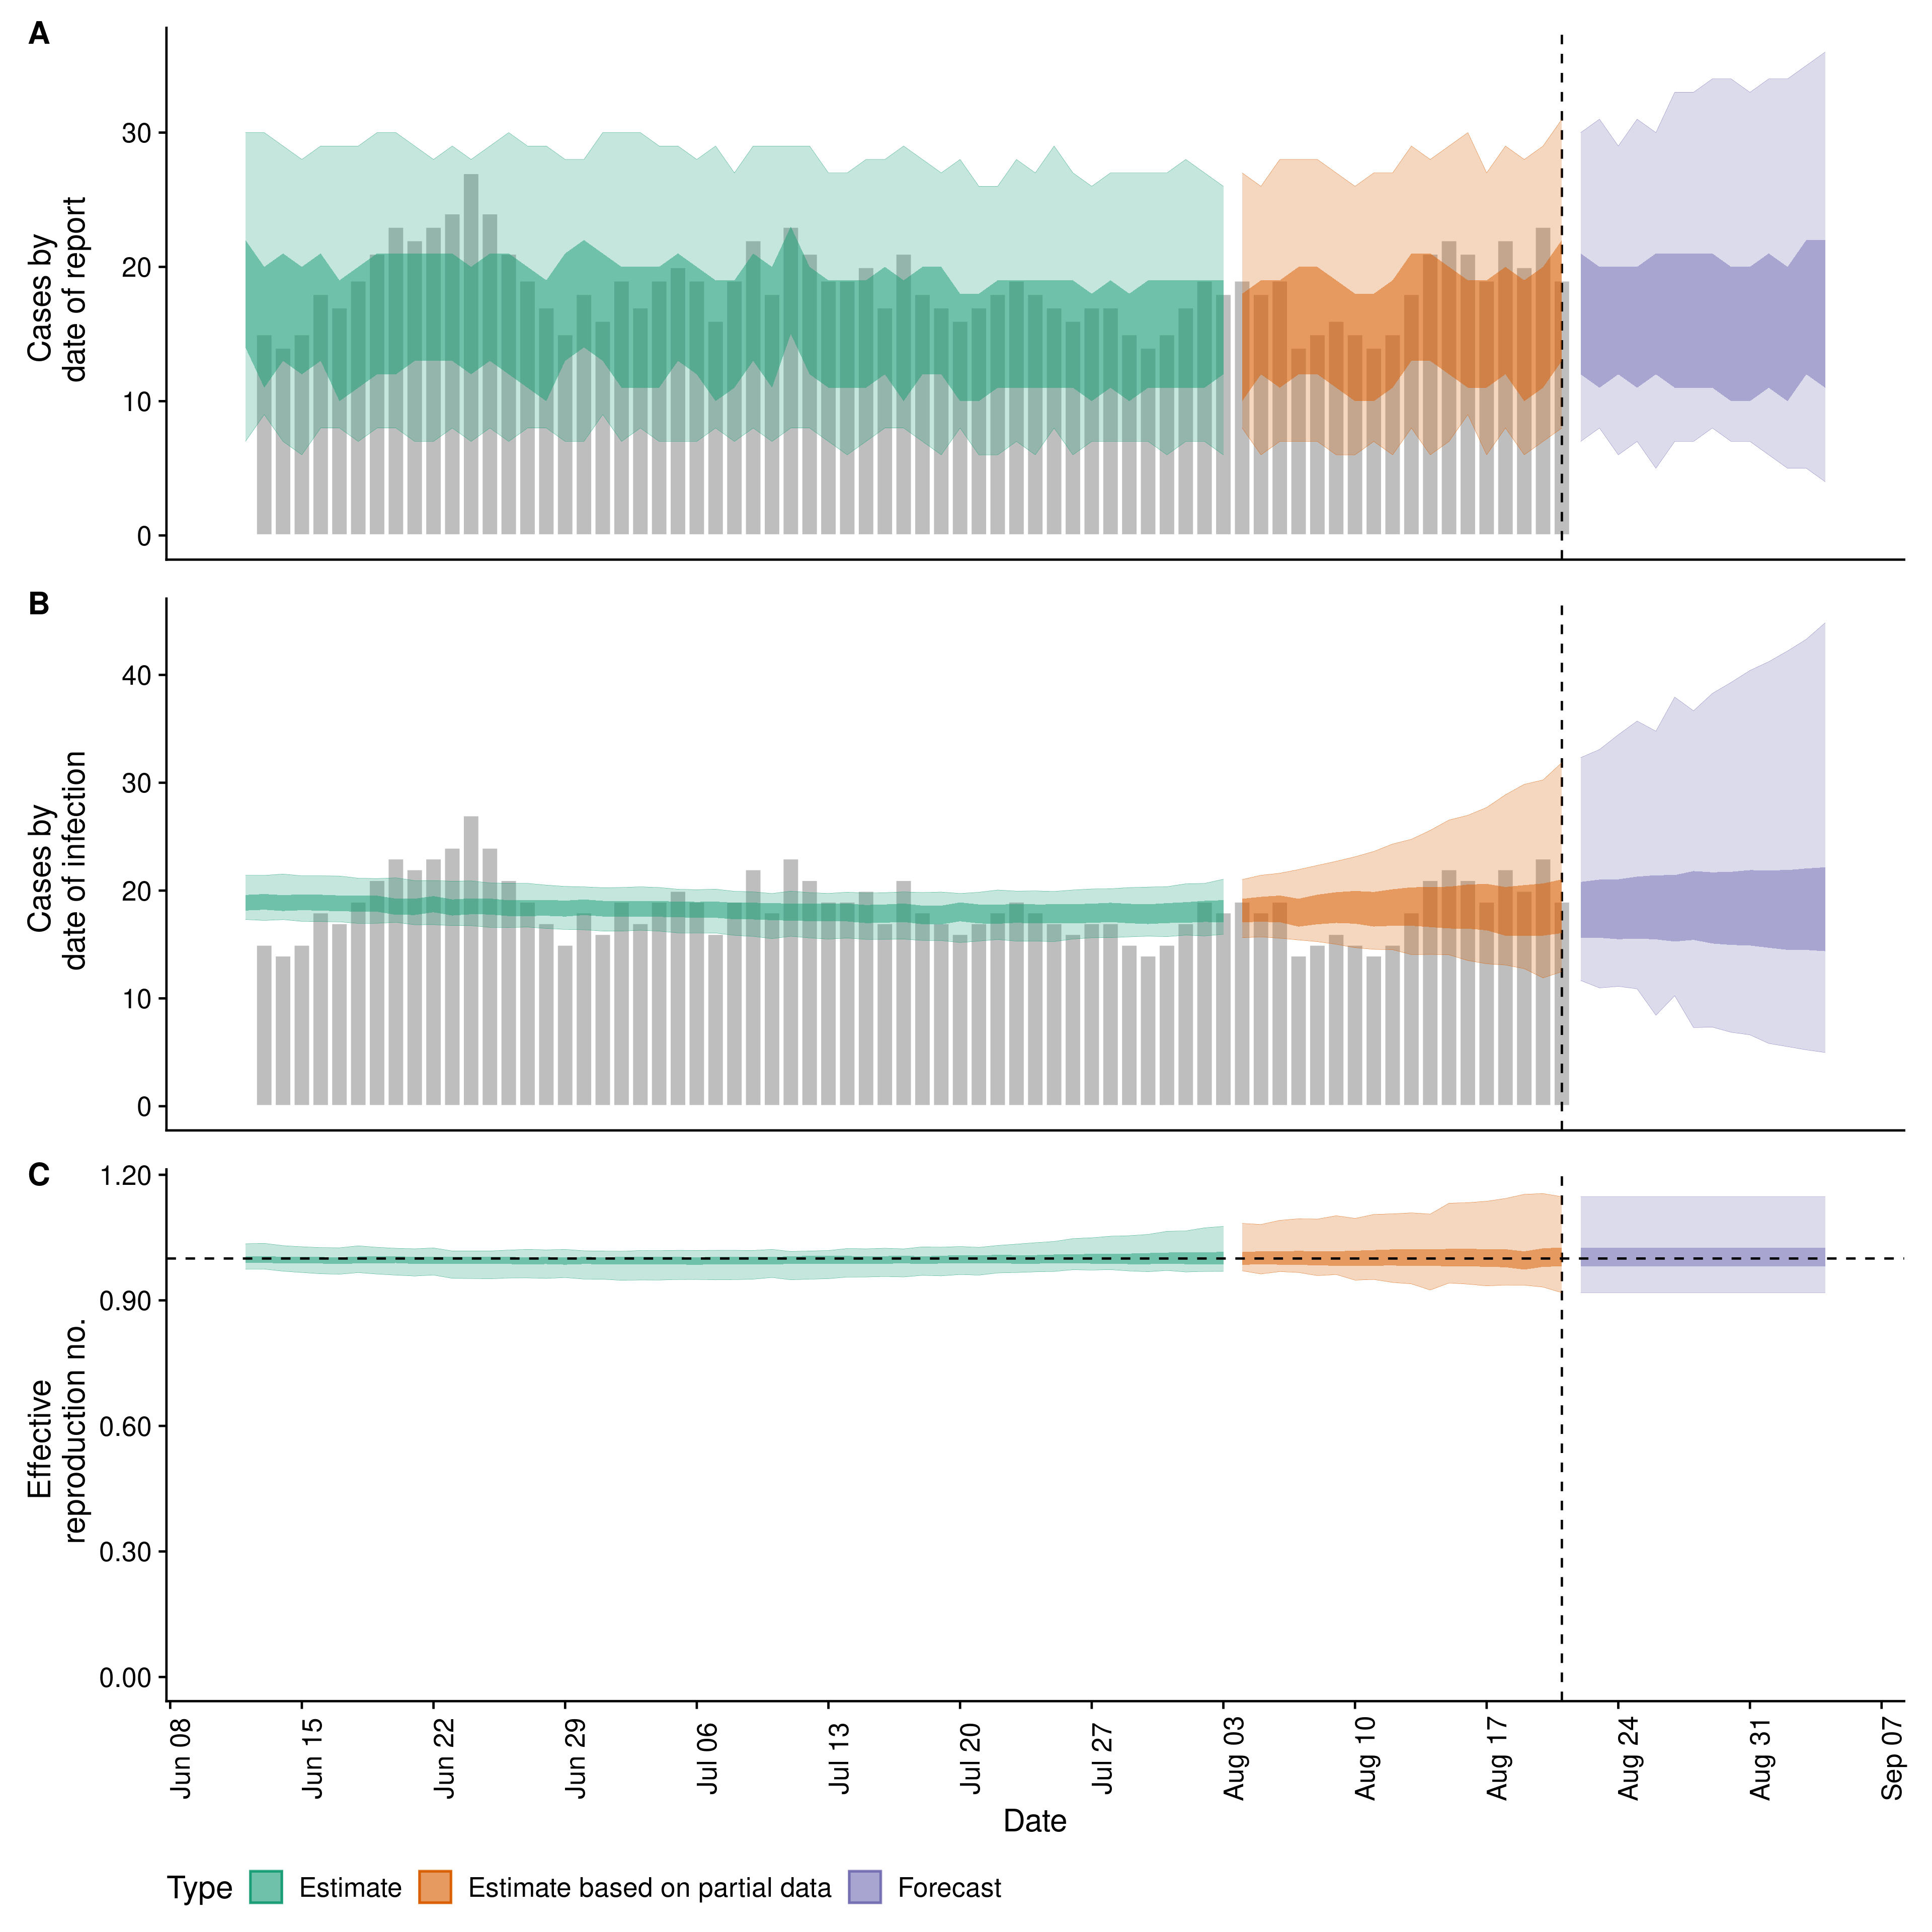 A
Cases by
date of report
30
20
10
0
B
Cases by
date of infection
40
30
20
10
0
C
Effective
reproduction no.
1.20
0.90
0.60
0.30
0.00
Jun 08
Jun 15
Jun 22
Jun 29
Jul 06
Jul 13
Jul 20
Jul 27
Aug 03
Aug 10
Aug 17
Aug 24
Aug 31
Sep 07
Date
Type Estimate Estimate based on partial data Forecast